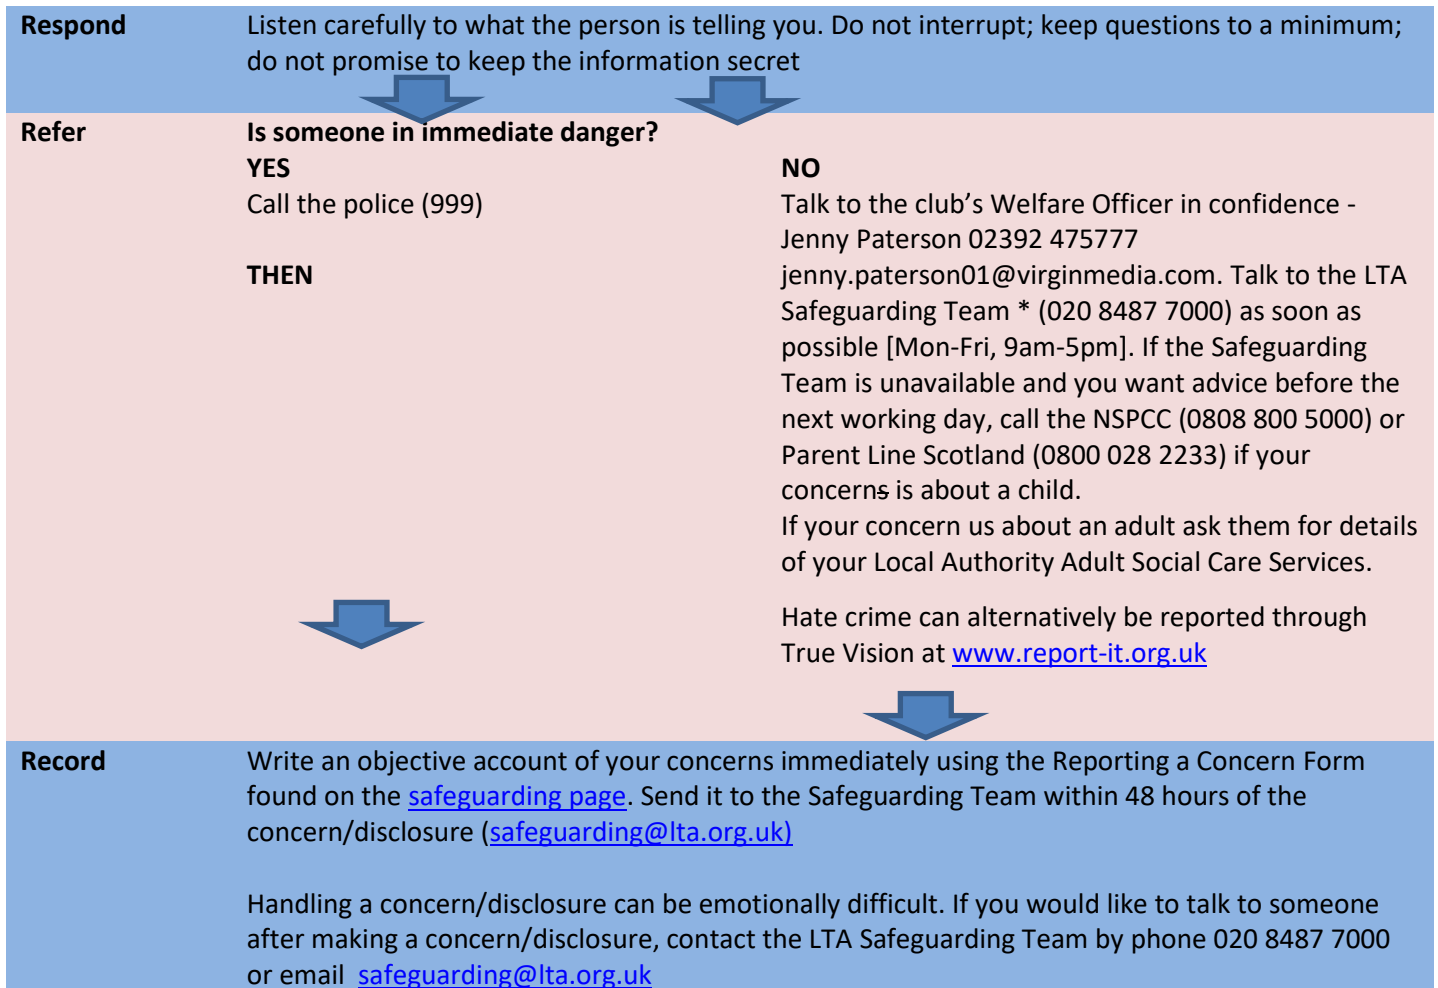 Respond
Listen carefully to what the person is telling you. Do not interrupt; keep questions to a minimum;
do not promise to keep the information secret
Refer
Is someone in immediate danger?
YES
Call the police (999)
THEN
NO
Talk to the club’s Welfare Officer in confidence -
Jenny Paterson 02392 475777
jenny.paterson01@virginmedia.com. Talk to the LTA
Safeguarding Team * (020 8487 7000) as soon as
possible [Mon-Fri, 9am-5pm]. If the Safeguarding
Team is unavailable and you want advice before the
next working day, call the NSPCC (0808 800 5000) or
Parent Line Scotland (0800 028 2233) if your
concerns is about a child.
If your concern us about an adult ask them for details
of your Local Authority Adult Social Care Services.
Hate crime can alternatively be reported through
True Vision at www.report-it.org.uk
Record
Write an objective account of your concerns immediately using the Reporting a Concern Form
found on the safeguarding page. Send it to the Safeguarding Team within 48 hours of the
concern/disclosure (safeguarding@lta.org.uk)
Handling a concern/disclosure can be emotionally difficult. If you would like to talk to someone
after making a concern/disclosure, contact the LTA Safeguarding Team by phone 020 8487 7000
or email safeguarding@lta.org.uk